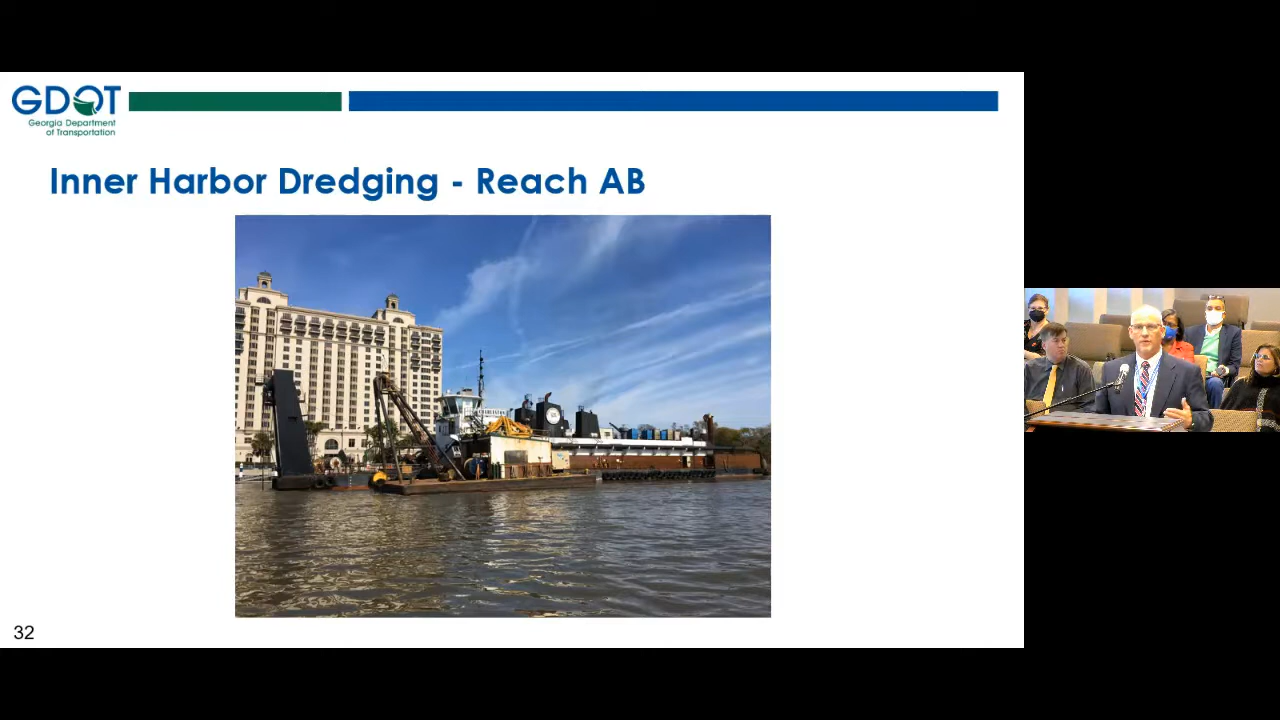 GDOT
Georgia Department
of Transportation
Inner Harbor Dredging - Reach AB
32